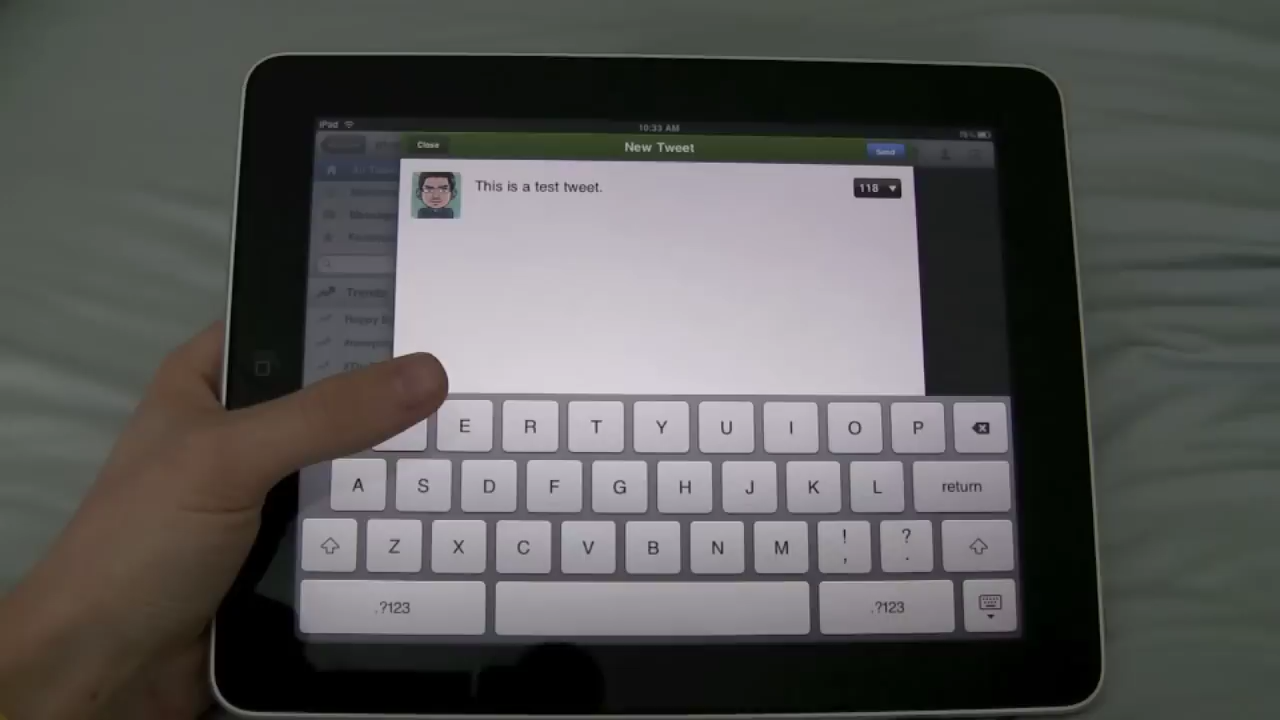 iPad 10:33 AM
Close New Tweet Send
This is a test tweet. 118
Trends
E R T Y U I O P
A S D F G H J K L return
Z X C V B N M ! , ? .
.?123 .?123